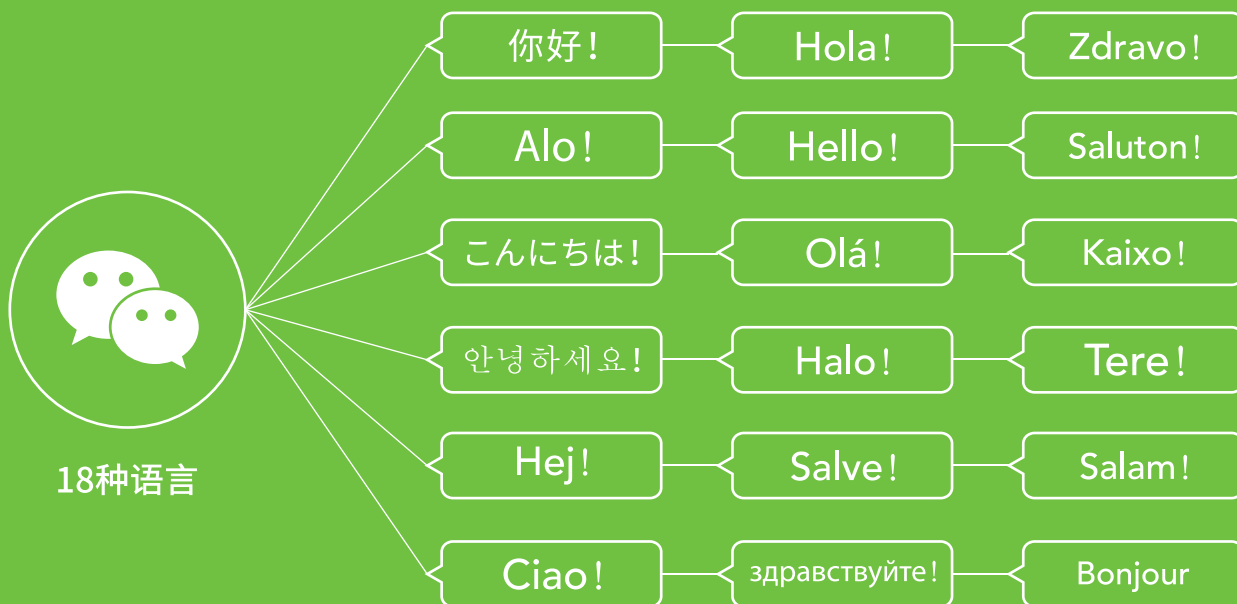 你好！
Hola！
Zdravo！
Alo！
Hello！
Saluton！
こんにちは！
Olá！
Kaixo！
안녕하세요！
Halo！
Tere！
Hej！
Salve！
Salam！
18种语言
Ciao！
здравствуйте！
Bonjour